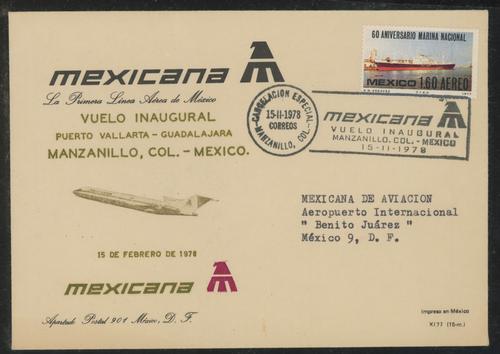 mexicana
La Primera Línea Aérea de México
VUELO INAUGURAL
PUERTO VALLARTA - GUADALAJARA
MANZANILLO, COL. - MEXICO.
60 ANIVERSARIO MARINA NACIONAL
MEXICO 1.60 AEREO
CANCELACION ESPECIAL
15-II-1978
CORREOS
MANZANILLO, COL.
mexicana
VUELO INAUGURAL
MANZANILLO, COL. - MEXICO
15-II-1978
MEXICANA DE AVIACION
Aeropuerto Internacional
" Benito Juárez "
México 9, D. F.
15 DE FEBRERO DE 1978
mexicana
Apartado Postal 901 México, D. F.
Impreso en México
XI77 (15-m.)